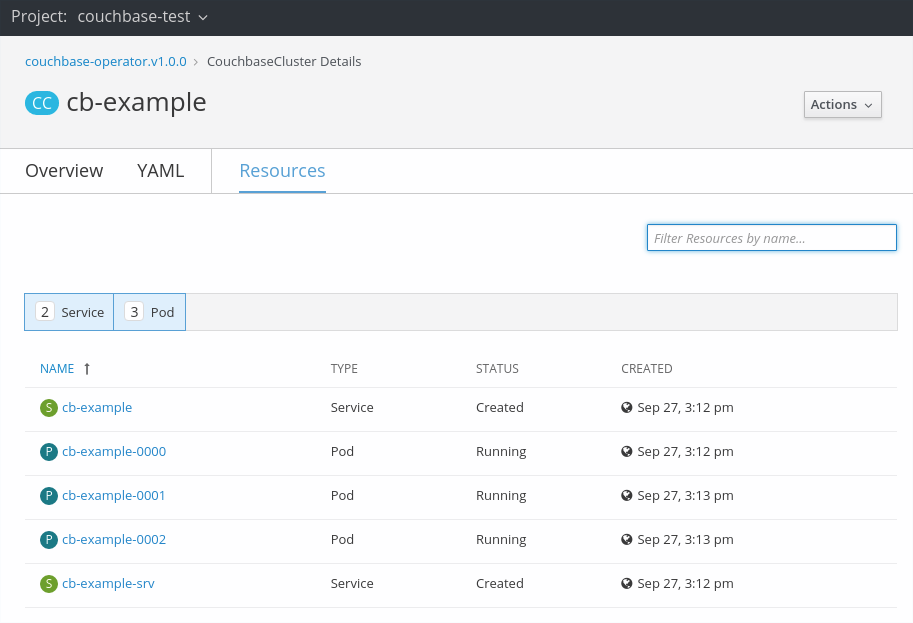 Project: couchbase-test
couchbase-operator.v1.0.0 › CouchbaseCluster Details
CC cb-example
Actions
Overview YAML Resources
Filter Resources by name...
2 Service 3 Pod
NAME ↑ TYPE STATUS CREATED
S cb-example Service Created Sep 27, 3:12 pm
P cb-example-0000 Pod Running Sep 27, 3:12 pm
P cb-example-0001 Pod Running Sep 27, 3:13 pm
P cb-example-0002 Pod Running Sep 27, 3:13 pm
S cb-example-srv Service Created Sep 27, 3:12 pm